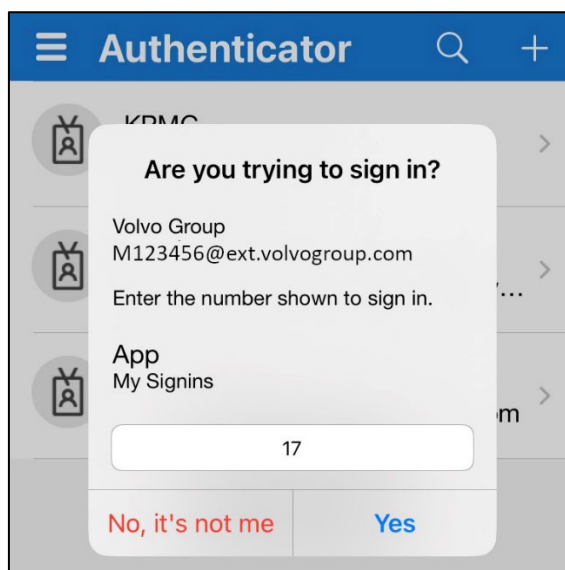 Authenticator
KPMG
Are you trying to sign in?
Volvo Group
M123456@ext.volvogroup.com
Enter the number shown to sign in.
App
My Signins
17
No, it's not me
Yes